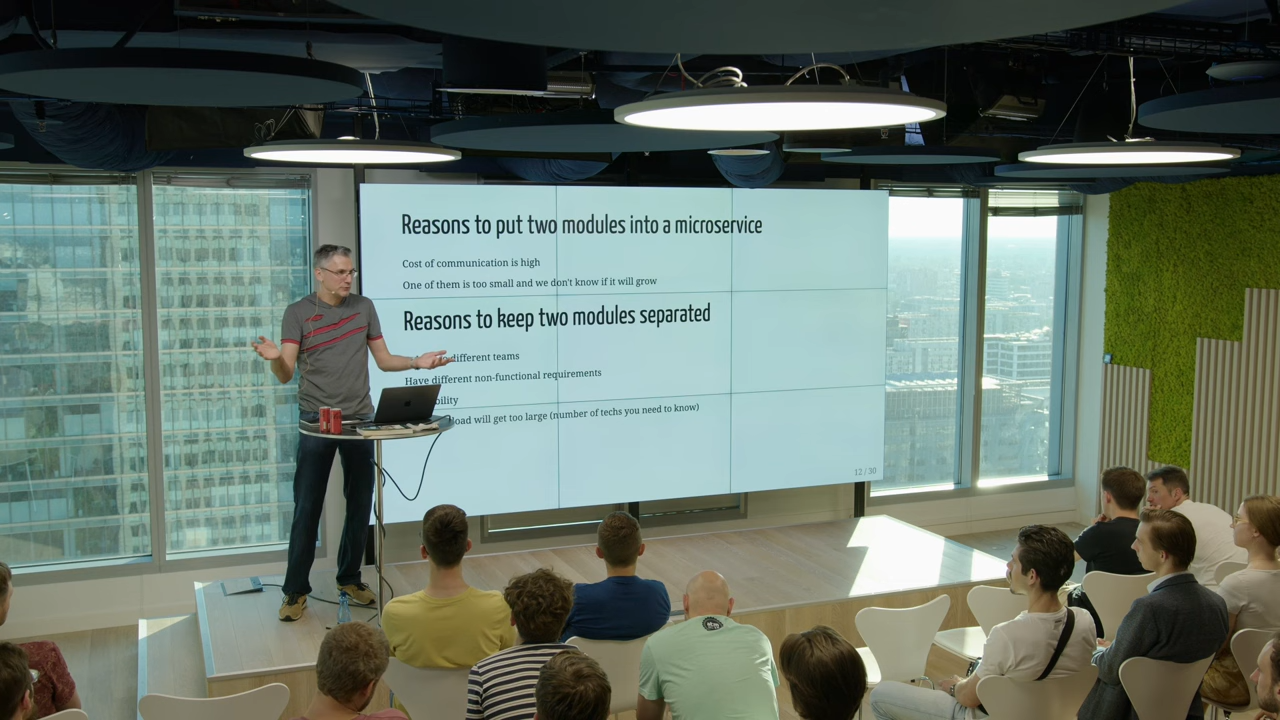 Reasons to put two modules into a microservice
Cost of communication is high
One of them is too small and we don't know if it will grow
Reasons to keep two modules separated
different teams
Have different non-functional requirements
load will get too large (number of techs you need to know)
12 / 30